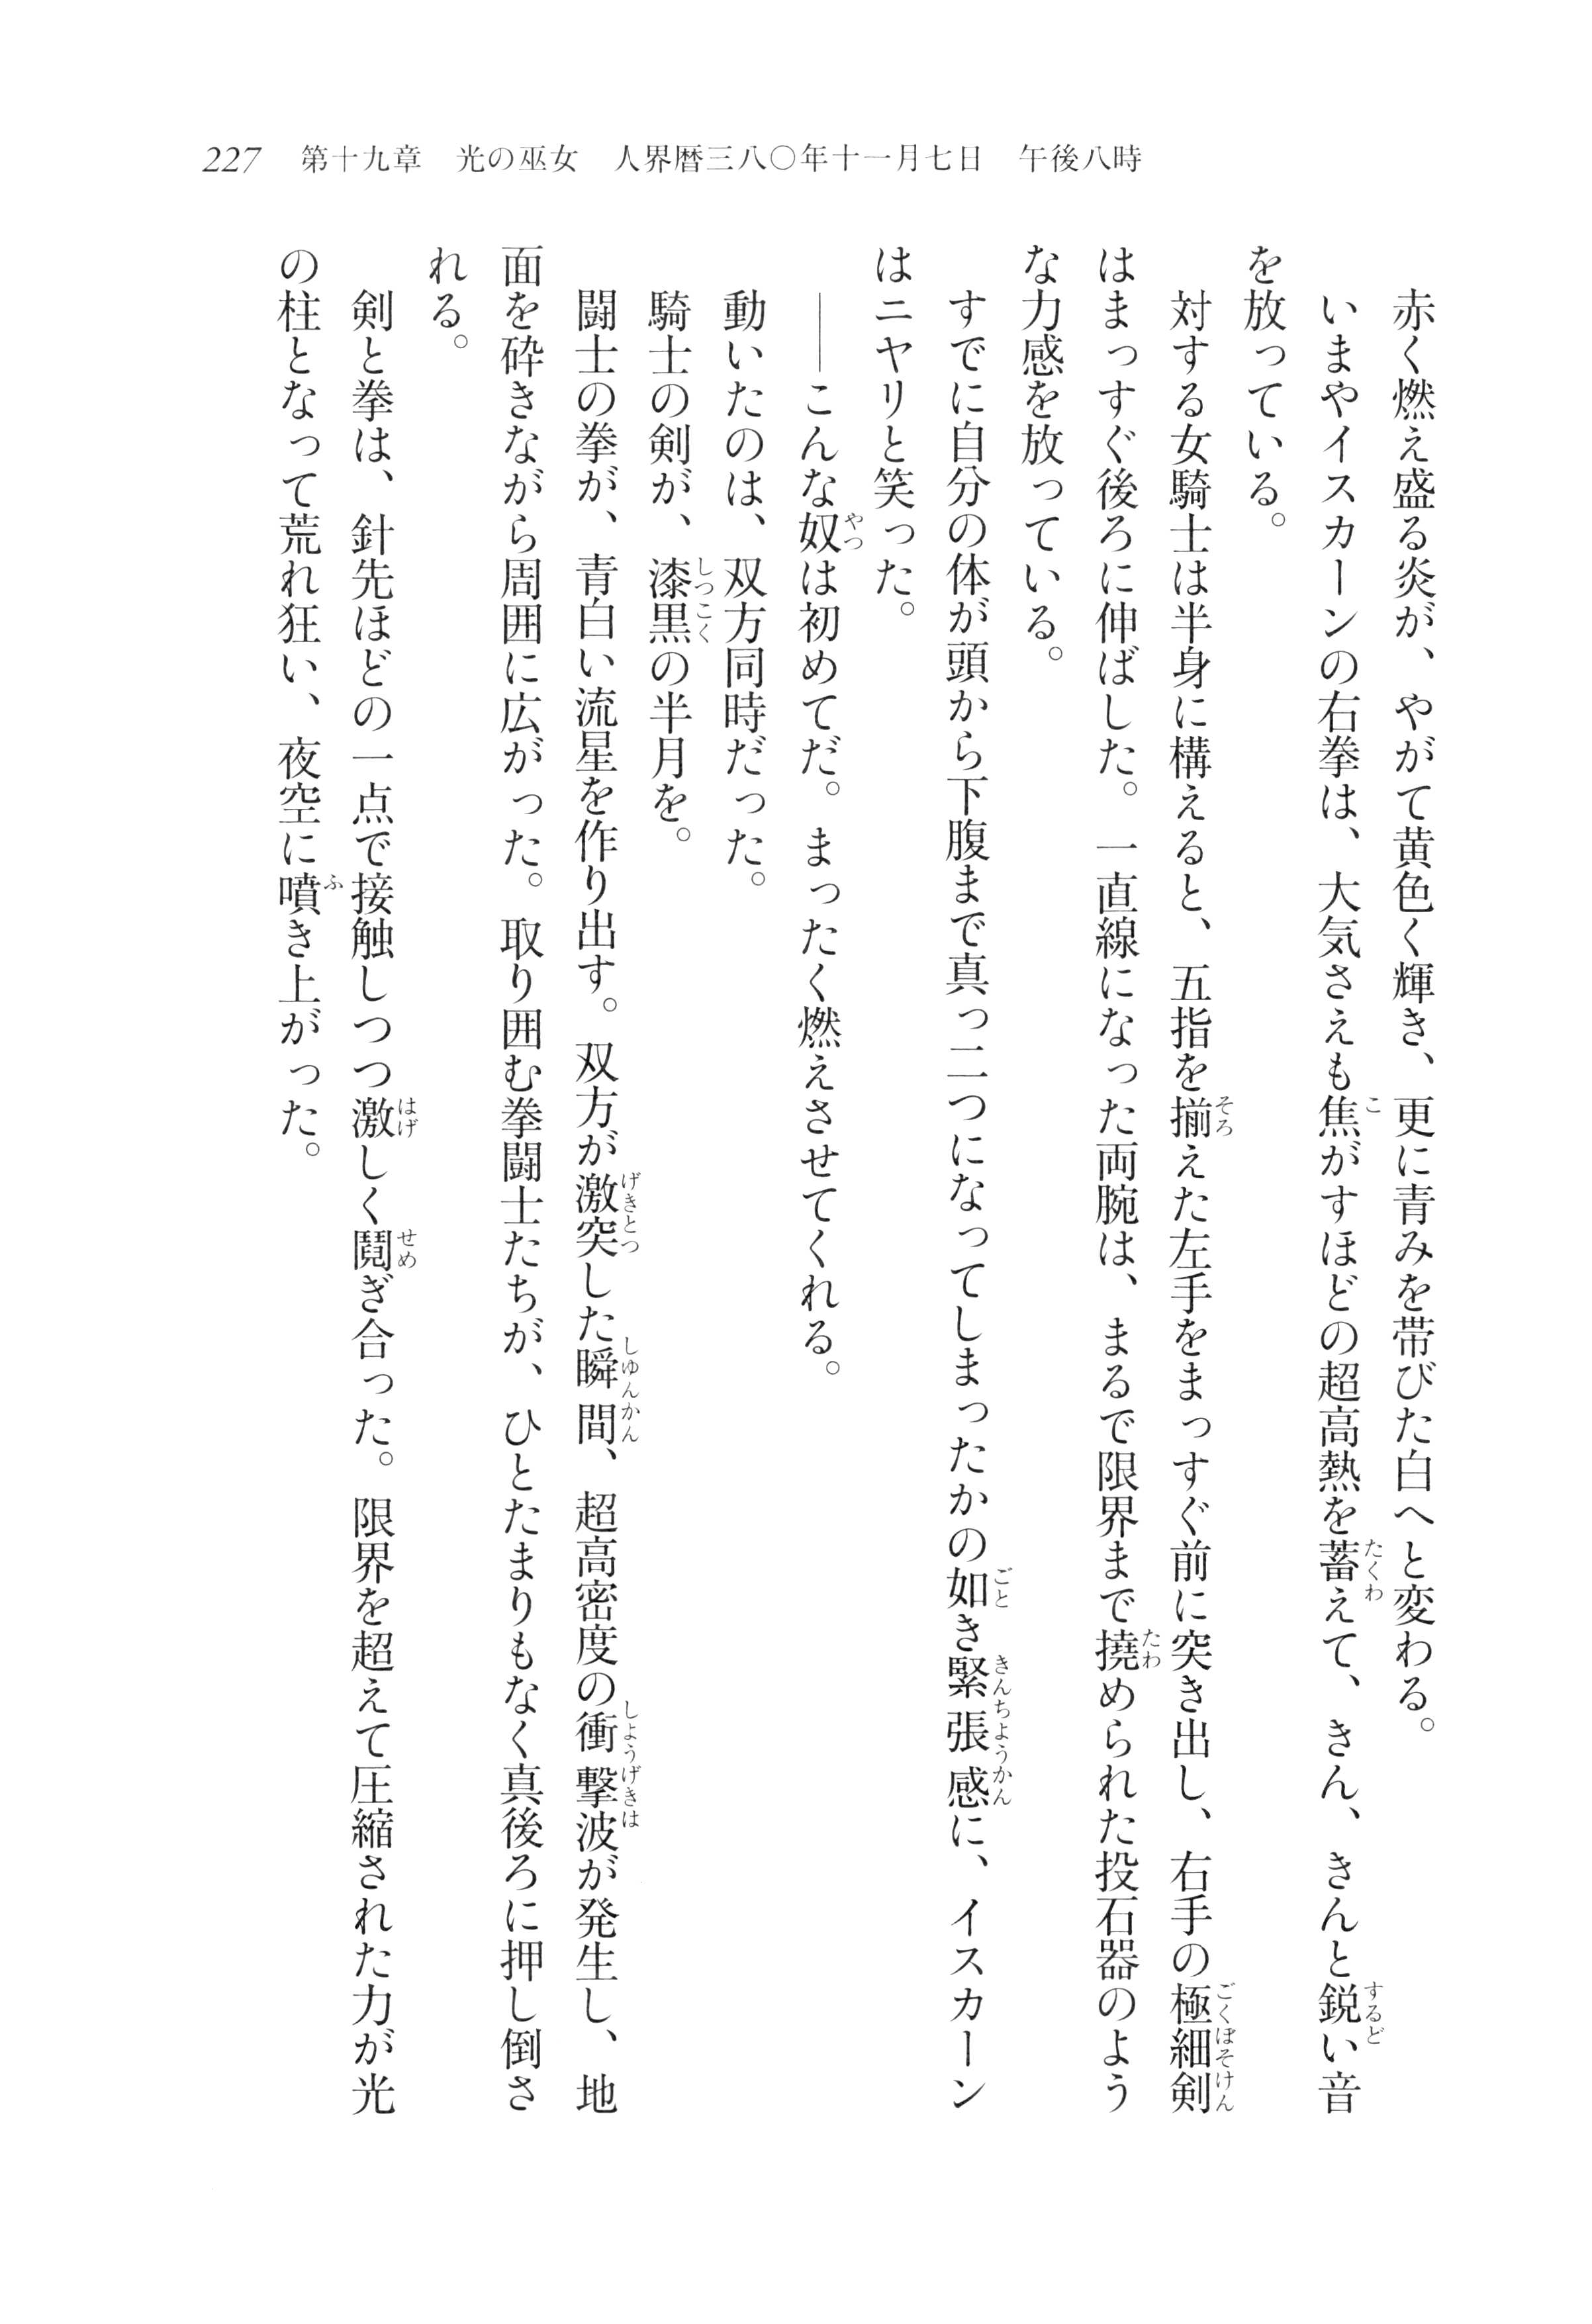 227　第十九章　光の巫女　人界暦三八〇年十一月七日　午後八時
　赤く燃え盛る炎が、やがて黄色く輝き、更に青みを帯びた白へと変わる。
　いまやイスカーンの右拳は、大気さえも焦がすほどの超高熱を蓄えて、きん、きんと鋭い音
を放っている。
　対する女騎士は半身に構えると、五指を揃えた左手をまっすぐ前に突き出し、右手の極細剣
はまっすぐ後ろに伸ばした。一直線になった両腕は、まるで限界まで撓められた投石器のよう
な力感を放っている。
　すでに自分の体が頭から下腹まで真っ二つになってしまったかの如き緊張感に、イスカーン
はニヤリと笑った。
　――こんな奴は初めてだ。まったく燃えさせてくれる。
　動いたのは、双方同時だった。
　騎士の剣が、漆黒の半月を。
　闘士の拳が、青白い流星を作り出す。双方が激突した瞬間、超高密度の衝撃波が発生し、地
面を砕きながら周囲に広がった。取り囲む拳闘士たちが、ひとたまりもなく真後ろに押し倒さ
れる。
　剣と拳は、針先ほどの一点で接触しつつ激しく鬩ぎ合った。限界を超えて圧縮された力が光
の柱となって荒れ狂い、夜空に噴き上がった。